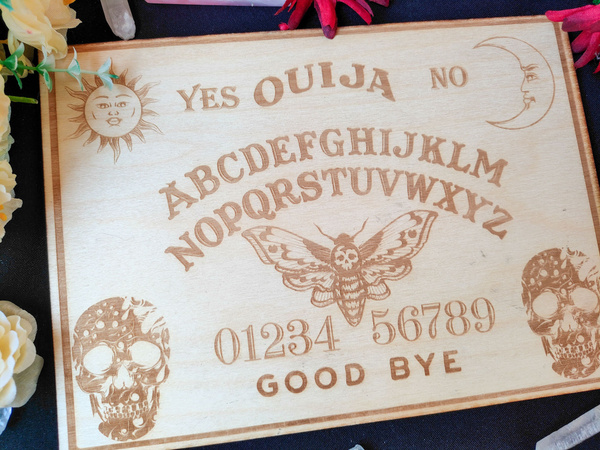 YES OUIJA NO
ABCDEFGHIJKLM
NOPQRSTUVWXYZ
01234 56789
GOOD BYE